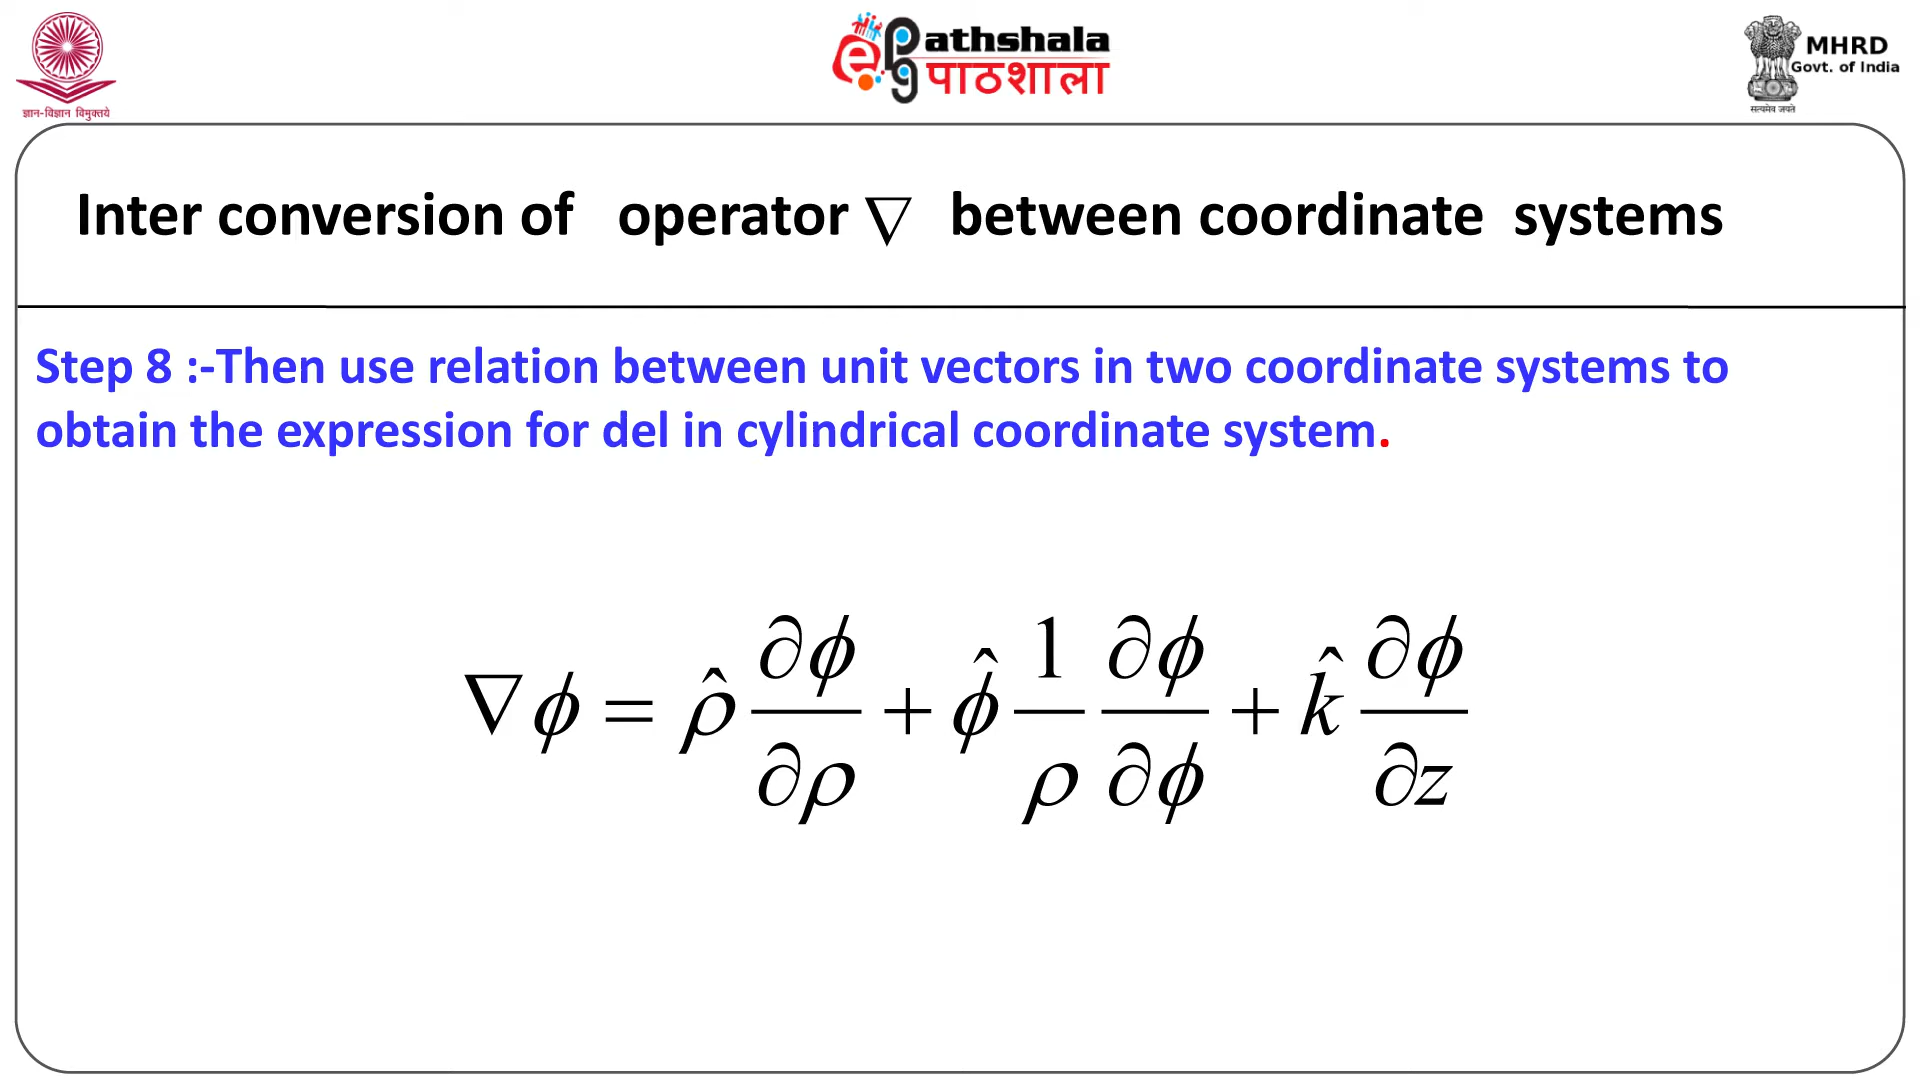 ज्ञान-विज्ञान विमुक्तये
ePG Pathshala
पाठशाला
MHRD
Govt. of India
सत्यमेव जयते
Inter conversion of operator ∇ between coordinate systems
Step 8 :-Then use relation between unit vectors in two coordinate systems to
obtain the expression for del in cylindrical coordinate system.
∇ϕ = ρ̂ ∂ϕ/∂ρ + ϕ̂ 1/ρ ∂ϕ/∂ϕ + k̂ ∂ϕ/∂z